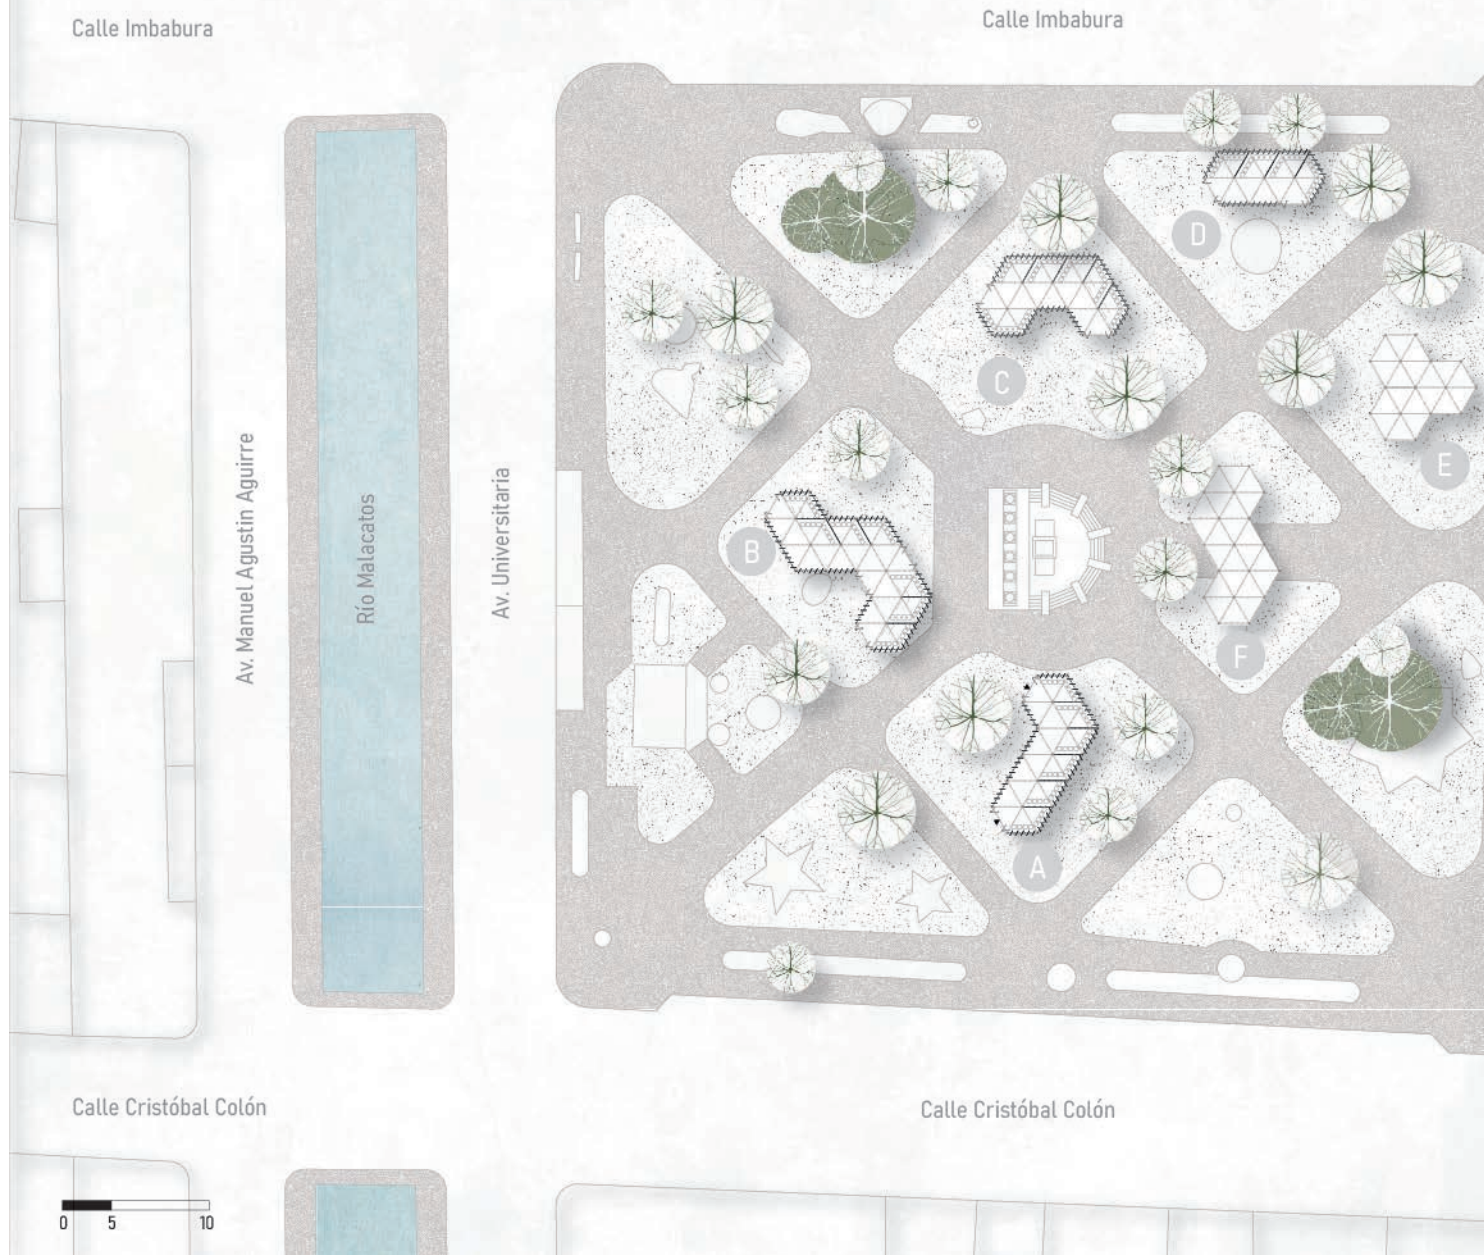 Calle Imbabura
Calle Imbabura
Av. Manuel Agustin Aguirre
Río Malacatos
Av. Universitaria
D
C
E
B
F
A
Calle Cristóbal Colón
Calle Cristóbal Colón
0 5 10